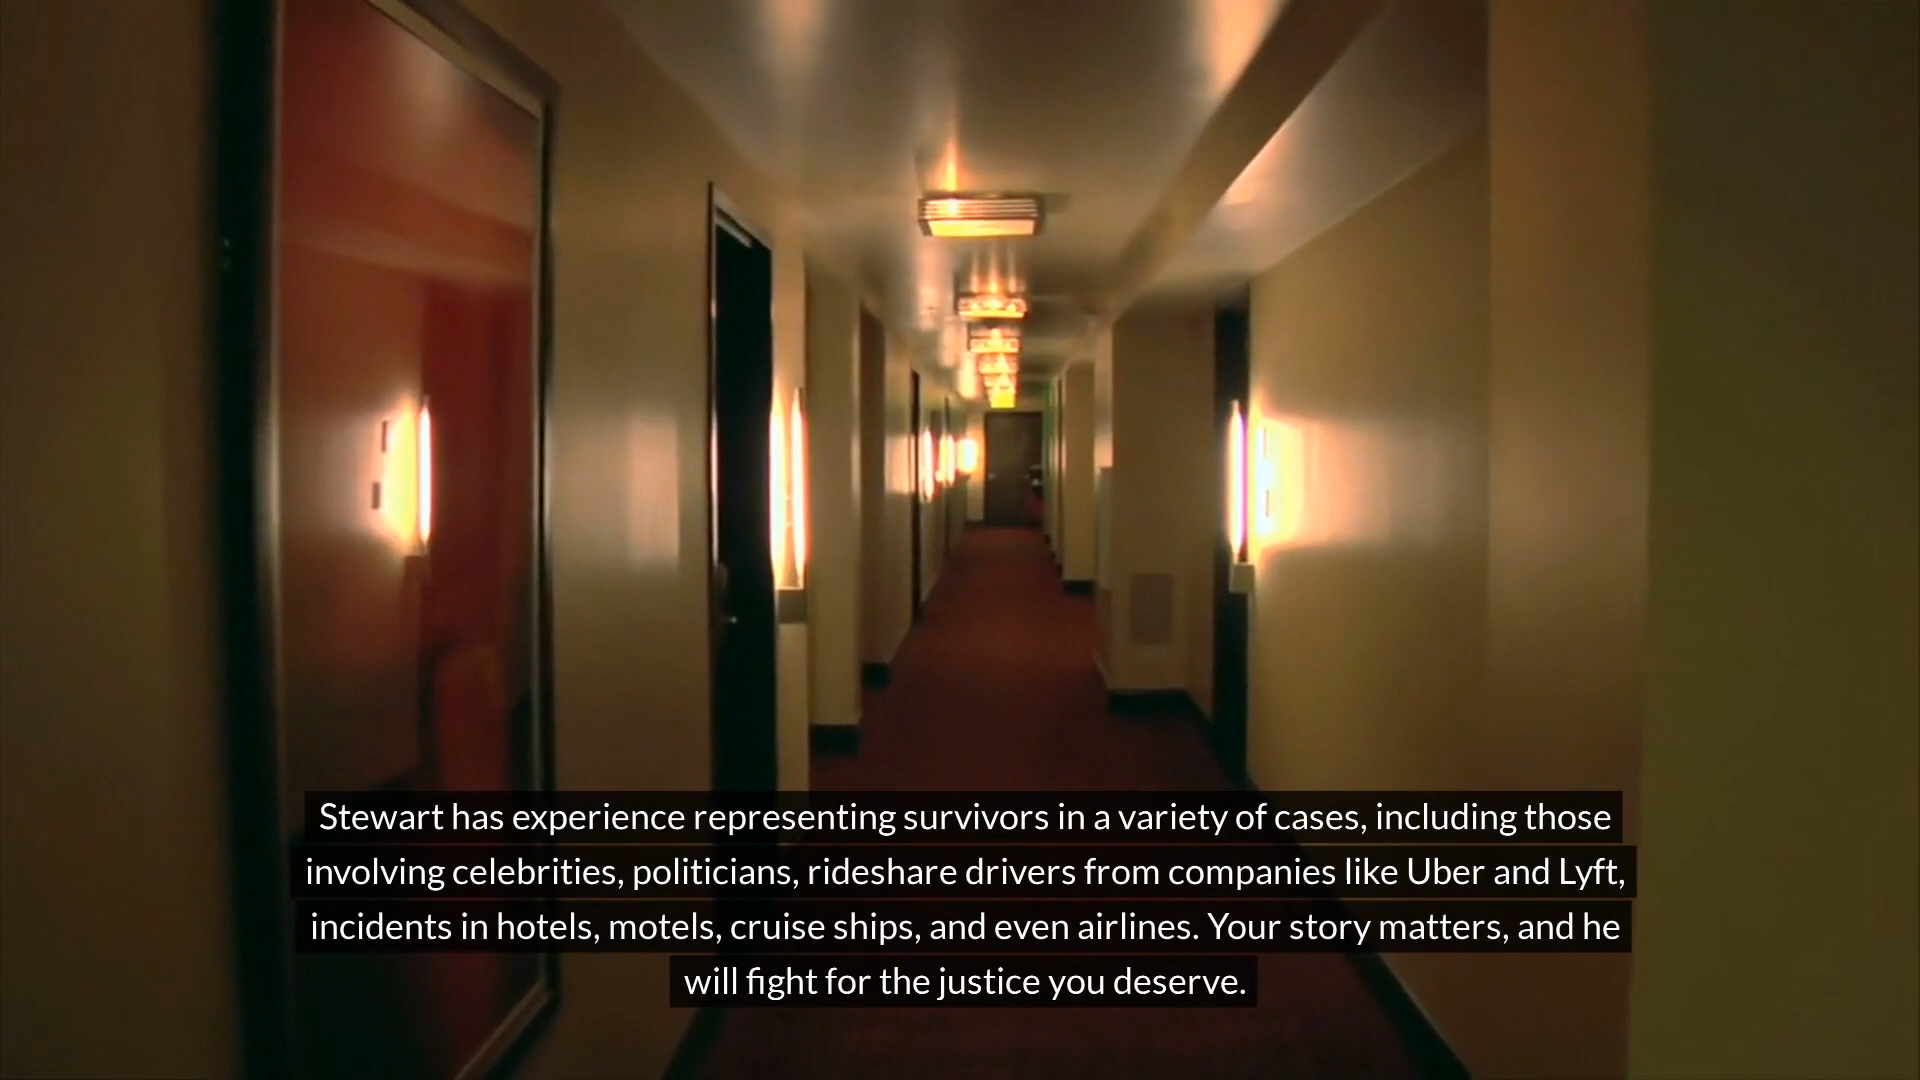 Stewart has experience representing survivors in a variety of cases, including those
involving celebrities, politicians, rideshare drivers from companies like Uber and Lyft,
incidents in hotels, motels, cruise ships, and even airlines. Your story matters, and he
will fight for the justice you deserve.